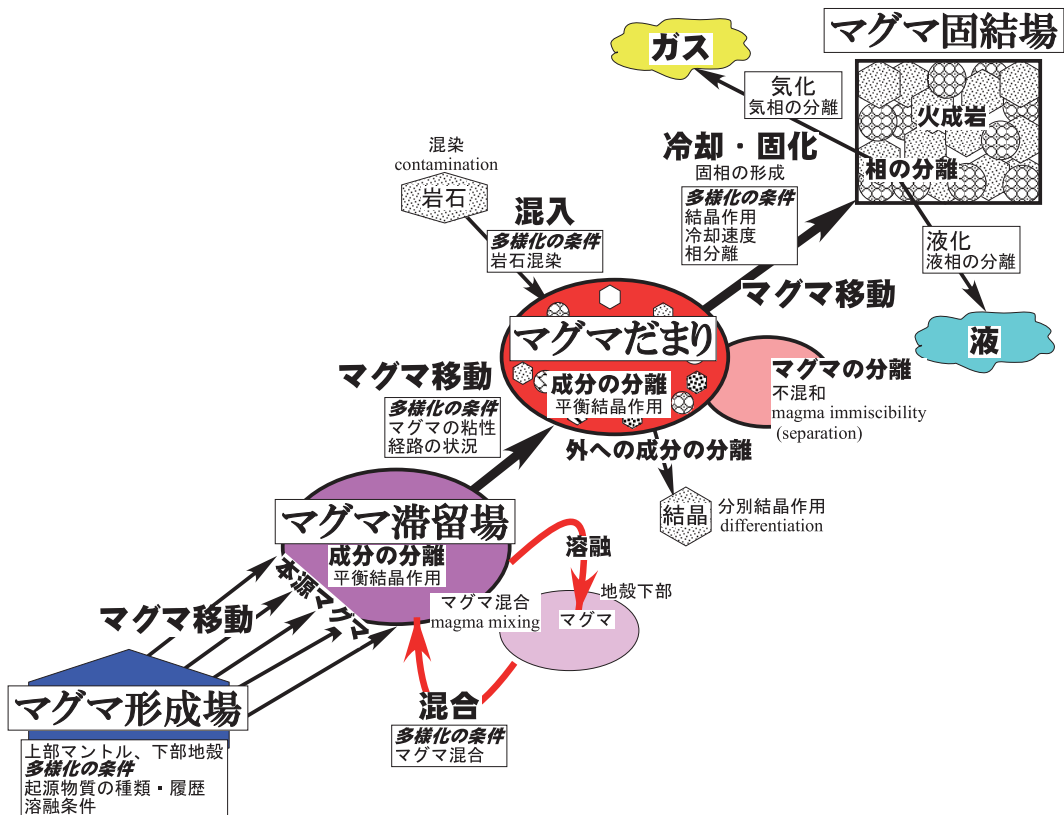 マグマ固結場
ガス
気化
気相の分離
火成岩
相の分離
冷却・固化
固相の形成
多様化の条件
結晶作用
冷却速度
相分離
液化
液相の分離
液
混染
contamination
岩石
混入
多様化の条件
岩石混染
マグマ移動
マグマだまり
成分の分離
平衡結晶作用
マグマの分離
不混和
magma immiscibility
(separation)
マグマ移動
多様化の条件
マグマの粘性
経路の状況
外への成分の分離
結晶
分別結晶作用
differentiation
マグマ滞留場
成分の分離
平衡結晶作用
溶融
地殻下部
マグマ
マグマ混合
magma mixing
本源マグマ
マグマ移動
混合
多様化の条件
マグマ混合
マグマ形成場
上部マントル、下部地殻
多様化の条件
起源物質の種類・履歴
溶融条件